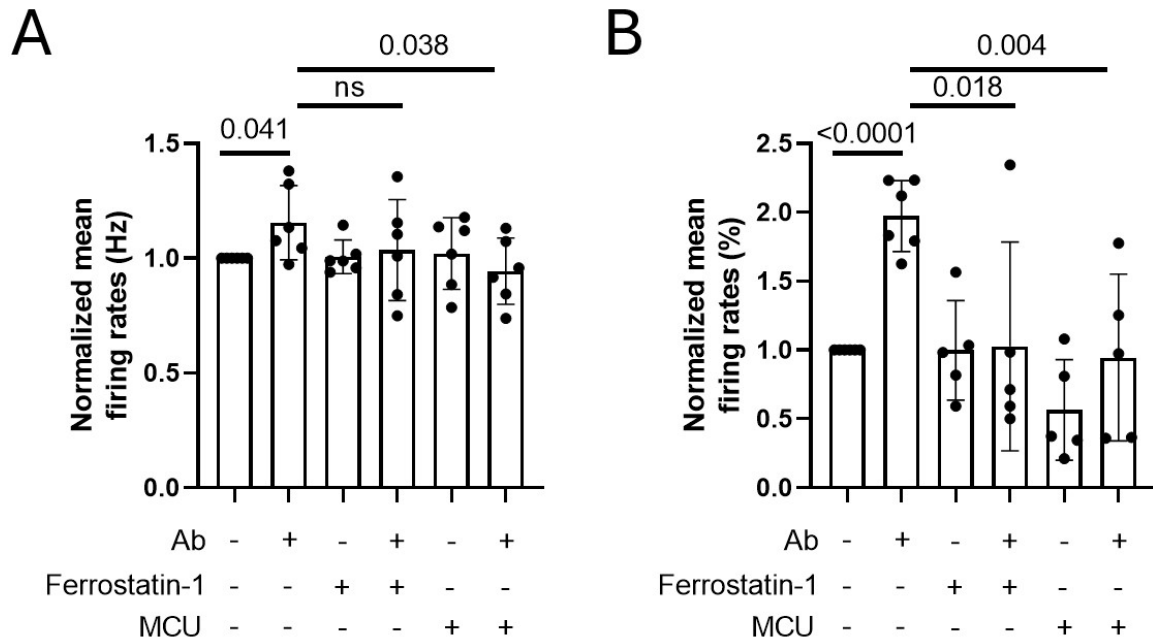 A
0.038
ns
0.041
1.5
1.0
0.5
0.0
Normalized mean
firing rates (Hz)
Ab - + - + - +
Ferrostatin-1 - - + + - -
MCU - - - - + +
B
0.004
0.018
<0.0001
2.5
2.0
1.5
1.0
0.5
0.0
Normalized mean
firing rates (%)
Ab - + - + - +
Ferrostatin-1 - - + + - -
MCU - - - - + +